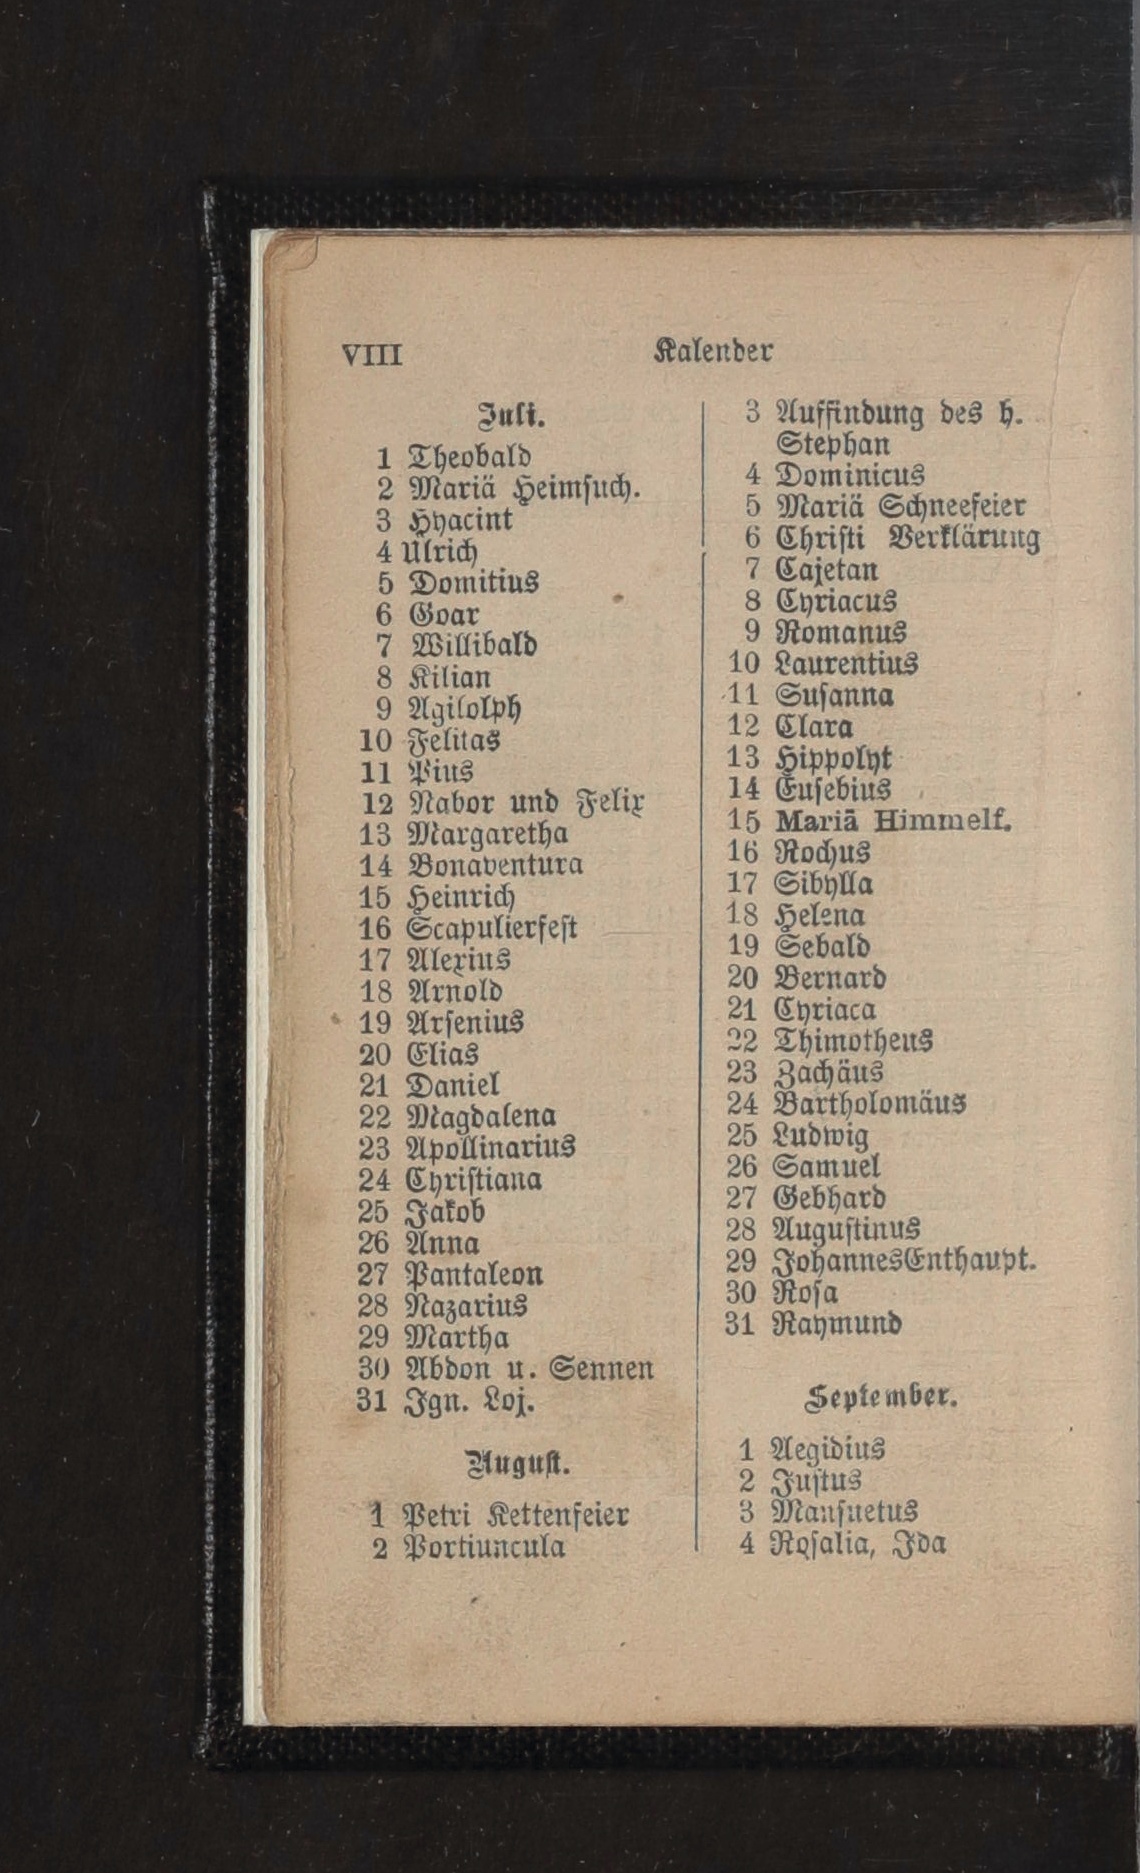 VIII
Kalender
Juli.
1 Theobald
2 Mariä Heimsuch.
3 Hyacint
4 Ulrich
5 Domitius
6 Goar
7 Willibald
8 Kilian
9 Agilolph
10 Felitas
11 Pius
12 Nabor und Felix
13 Margaretha
14 Bonaventura
15 Heinrich
16 Scapulierfest
17 Alexius
18 Arnold
19 Arsenius
20 Elias
21 Daniel
22 Magdalena
23 Apollinarius
24 Chyristiana
25 Jakob
26 Anna
27 Pantaleon
28 Nazarius
29 Martha
30 Abdon u. Sennen
31 Ign. Loj.
August.
1 Petri Kettenfeier
2 Portiuncula
3 Auffindung des h.
Stephan
4 Dominicus
5 Mariä Schneefeier
6 Christi Verklärung
7 Cajetan
8 Cyriacus
9 Romanus
10 Laurentius
11 Susanna
12 Clara
13 Hippolyt
14 Eusebius
15 Mariä Himmelf.
16 Rochus
17 Sibylla
18 Helena
19 Sebald
20 Bernard
21 Cyriaca
22 Thimotheus
23 Zachäus
24 Bartholomäus
25 Ludwig
26 Samuel
27 Gebhard
28 Augustinus
29 JohannesEnthaupt.
30 Rosa
31 Raymund
September.
1 Aegidius
2 Justus
3 Mansuetus
4 Rosalia, Ida